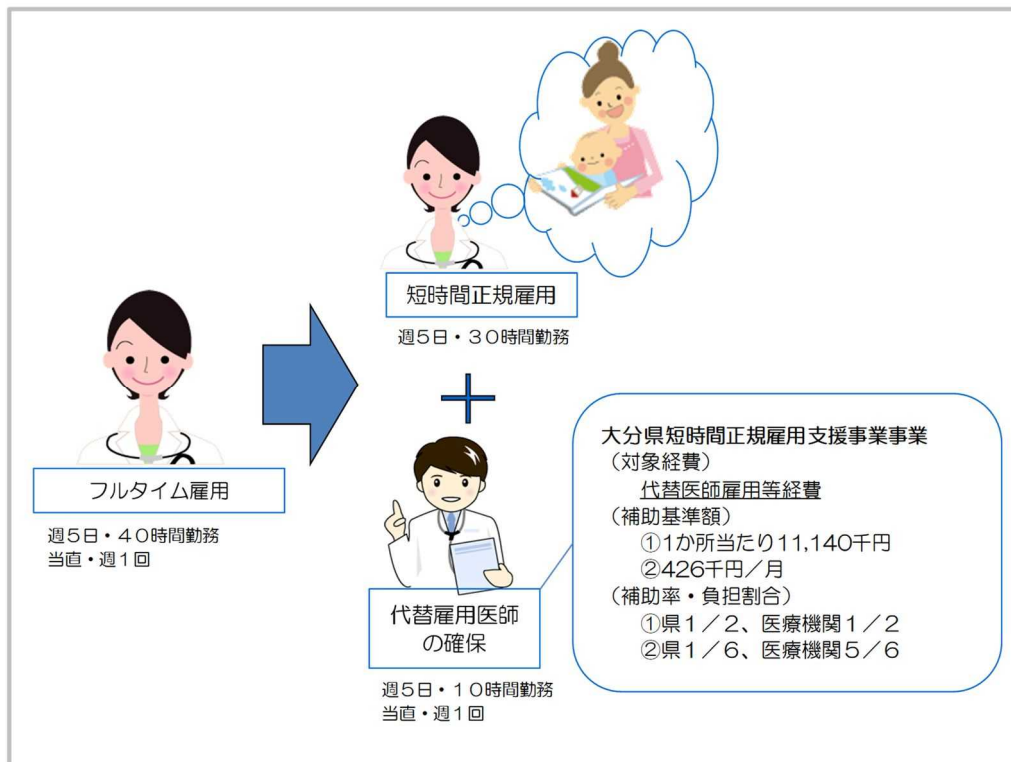 短時間正規雇用
週5日・30時間勤務
フルタイム雇用
週5日・40時間勤務
当直・週1回
代替雇用医師
の確保
週5日・10時間勤務
当直・週1回
大分県短時間正規雇用支援事業事業
（対象経費）
代替医師雇用等経費
（補助基準額）
①1か所当たり11,140千円
②426千円／月
（補助率・負担割合）
①県1／2、医療機関1／2
②県1／6、医療機関5／6